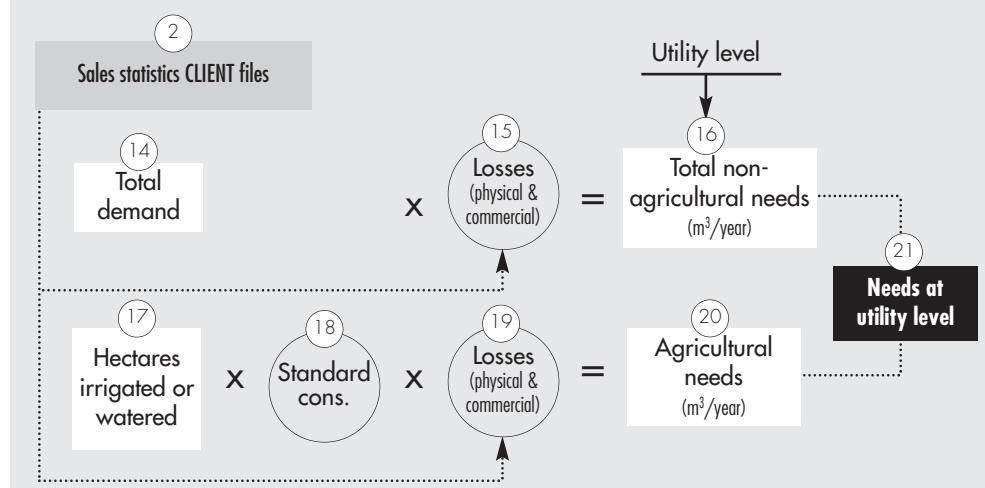 2
Sales statistics CLIENT files
Utility level
14
Total
demand
x
15
Losses
(physical &
commercial)
=
16
Total non-
agricultural needs
(m³/year)
21
Needs at
utility level
17
Hectares
irrigated or
watered
x
18
Standard
cons.
x
19
Losses
(physical &
commercial)
=
20
Agricultural
needs
(m³/year)